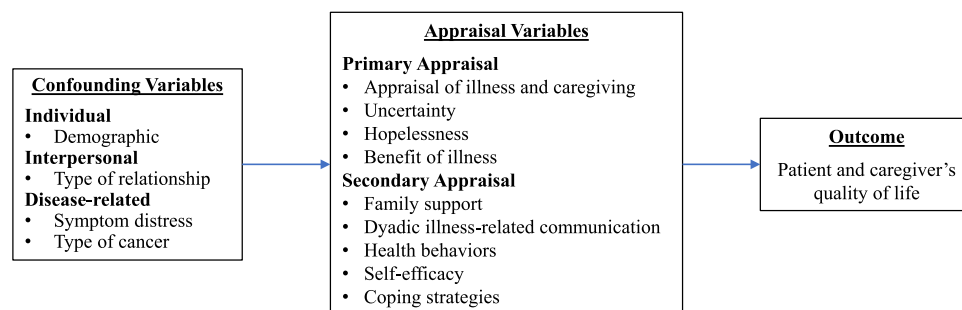 Confounding Variables
Individual
• Demographic
Interpersonal
• Type of relationship
Disease-related
• Symptom distress
• Type of cancer
Appraisal Variables
Primary Appraisal
• Appraisal of illness and caregiving
• Uncertainty
• Hopelessness
• Benefit of illness
Secondary Appraisal
• Family support
• Dyadic illness-related communication
• Health behaviors
• Self-efficacy
• Coping strategies
Outcome
Patient and caregiver’s
quality of life